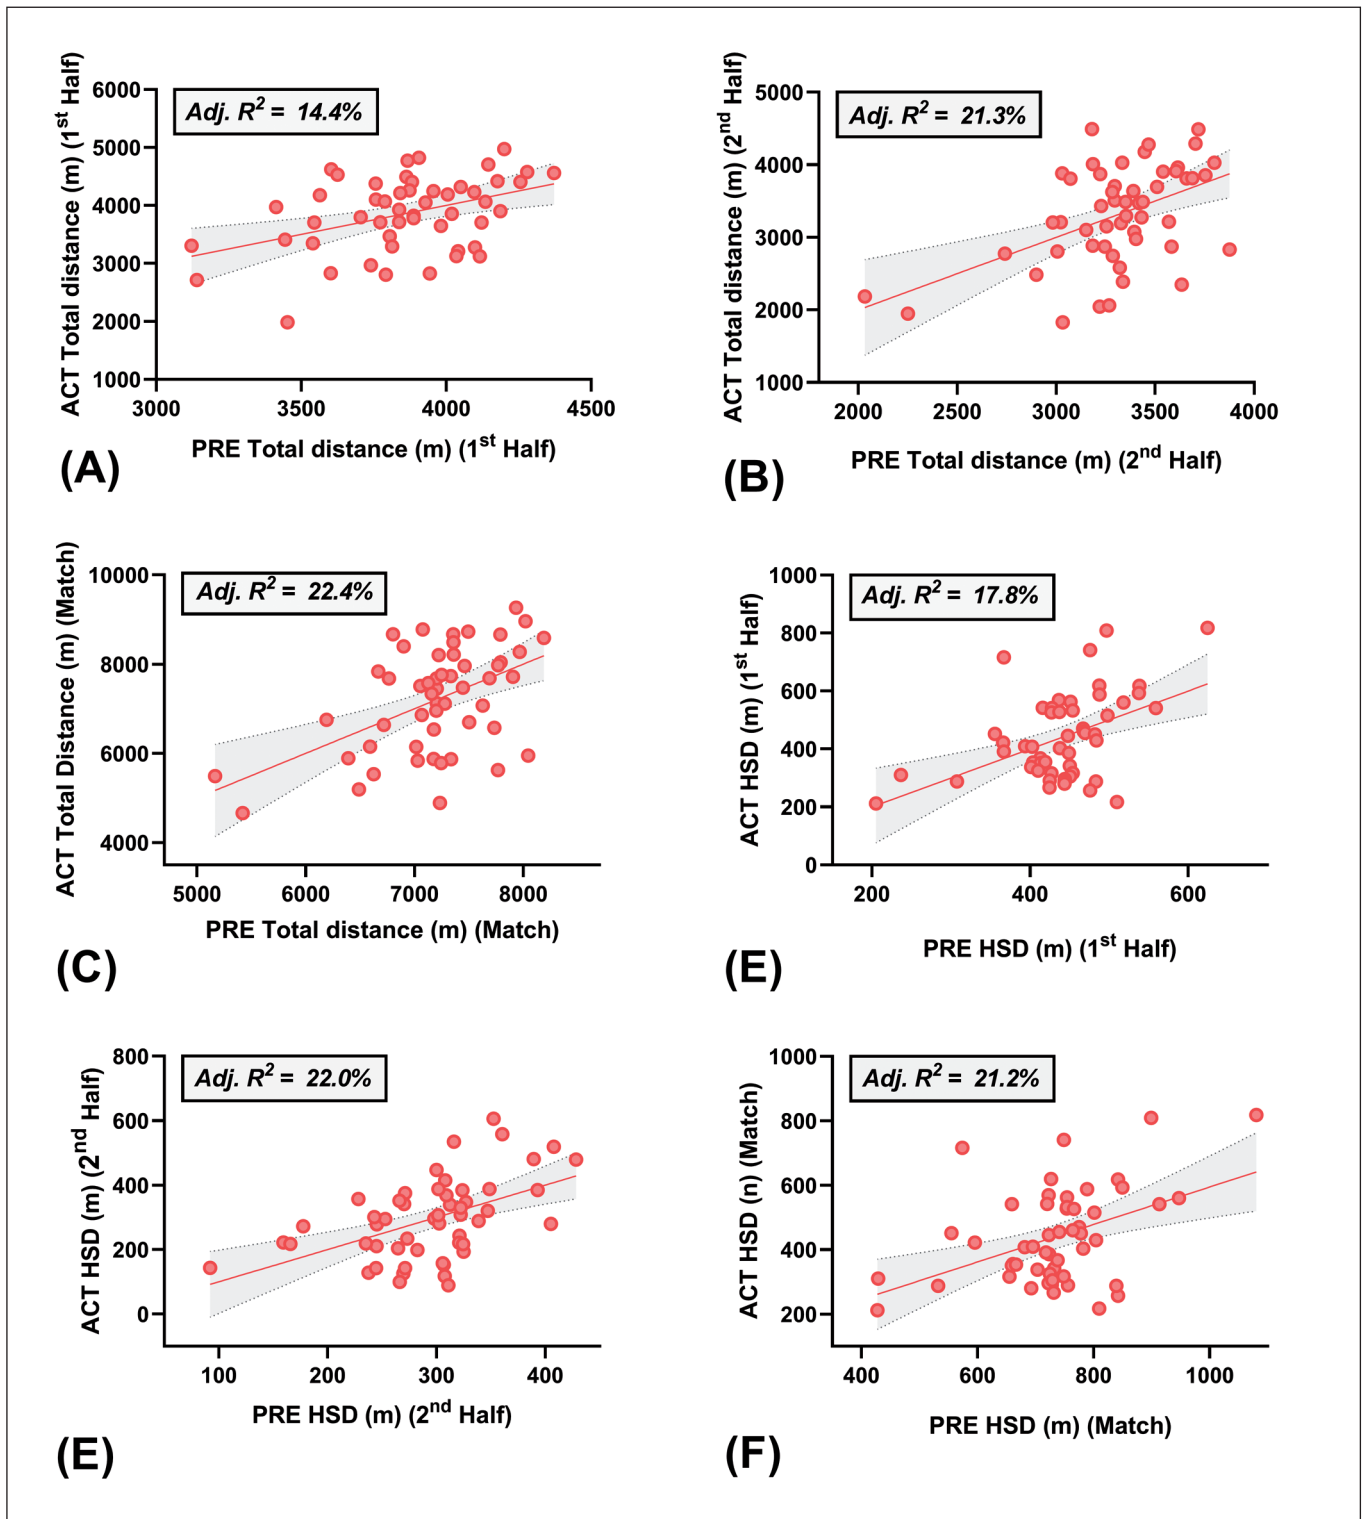 Adj. R² = 14.4%
ACT Total distance (m) (1st Half)
6000
5000
4000
3000
2000
1000
3000 3500 4000 4500
PRE Total distance (m) (1st Half)
(A)
Adj. R² = 21.3%
ACT Total distance (m) (2nd Half)
5000
4000
3000
2000
1000
2000 2500 3000 3500 4000
PRE Total distance (m) (2nd Half)
(B)
Adj. R² = 22.4%
ACT Total Distance (m) (Match)
10000
8000
6000
4000
5000 6000 7000 8000
PRE Total distance (m) (Match)
(C)
Adj. R² = 17.8%
ACT HSD (m) (1st Half)
1000
800
600
400
200
0
200 400 600
PRE HSD (m) (1st Half)
(E)
Adj. R² = 22.0%
ACT HSD (m) (2nd Half)
800
600
400
200
0
100 200 300 400
PRE HSD (m) (2nd Half)
(E)
Adj. R² = 21.2%
ACT HSD (n) (Match)
1000
800
600
400
200
400 600 800 1000
PRE HSD (m) (Match)
(F)